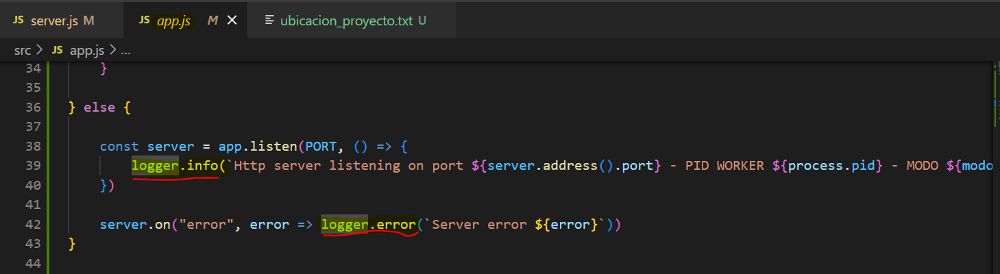 JS server.js M JS app.js M ubicacion_proyecto.txt U
src > JS app.js > ...
34 }
35
36 } else {
37
38 const server = app.listen(PORT, () => {
39 logger.info(`Http server listening on port ${server.address().port} - PID WORKER ${process.pid} - MODO ${modo
40 })
41
42 server.on("error", error => logger.error(`Server error ${error}`))
43 }
44